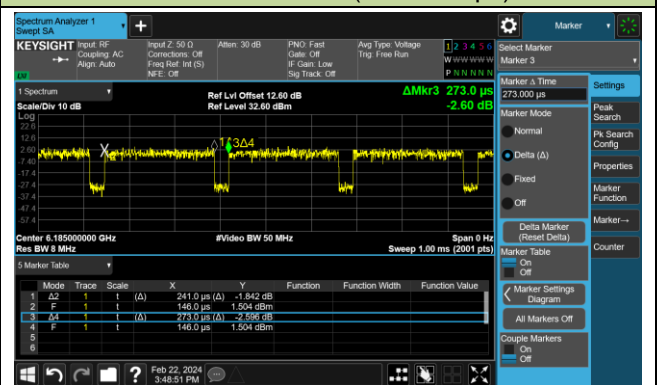 Spectrum Analyzer 1
Swept SA
Marker
KEYSIGHT
Input: RF
Coupling: AC
Align: Auto
Input Z: 50 Ω
Corrections: Off
Freq Ref: Int (S)
NFE: Off
Atten: 30 dB
PNO: Fast
Gate: Off
IF Gain: Low
Sig Track: Off
Avg Type: Voltage
Trig: Free Run
1 2 3 4 5 6
W W W W W W
P N N N N N
Select Marker
Marker 3
1 Spectrum
Scale/Div 10 dB
Ref Lvl Offset 12.60 dB
Ref Level 32.60 dBm
ΔMkr3 273.0 µs
-2.60 dB
Log
22.6
12.6
2.60
-7.40
-17.4
-27.4
-37.4
-47.4
-57.4
3Δ4
Center 6.185000000 GHz
Res BW 8 MHz
#Video BW 50 MHz
Span 0 Hz
Sweep 1.00 ms (2001 pts)
5 Marker Table
Mode Trace Scale X Y Function Function Width Function Value
1 Δ2 1 t (Δ) 241.0 µs (Δ) -1.842 dB
2 F 1 t 146.0 µs 1.504 dBm
3 Δ4 1 t (Δ) 273.0 µs (Δ) -2.596 dB
4 F 1 t 146.0 µs 1.504 dBm
5
6
Marker Δ Time
273.000 µs
Marker Mode
Normal
Delta (Δ)
Fixed
Off
Delta Marker
(Reset Delta)
Marker Table
On
Off
Marker Settings
Diagram
All Markers Off
Couple Markers
On
Off
Settings
Peak
Search
Pk Search
Config
Properties
Marker
Function
Marker→
Counter
Feb 22, 2024
3:48:51 PM